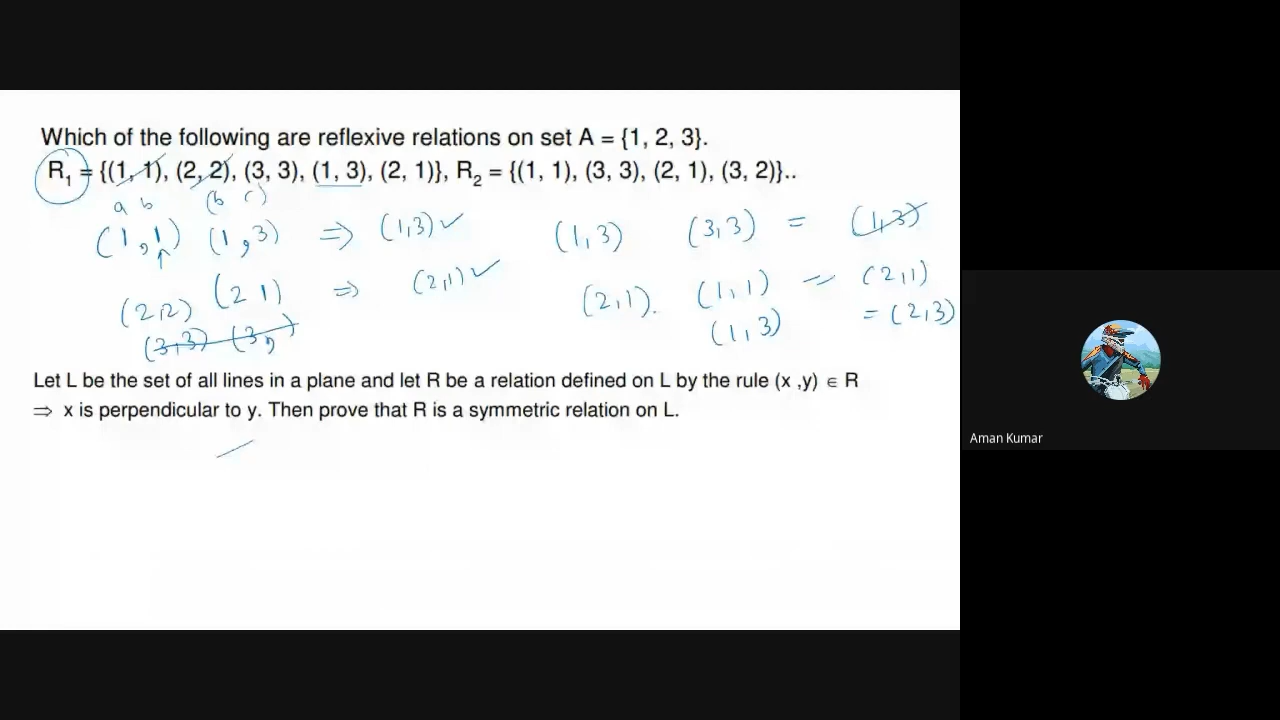 Which of the following are reflexive relations on set A = {1, 2, 3}.
R₁ = {(1, 1), (2, 2), (3, 3), (1, 3), (2, 1)}, R₂ = {(1, 1), (3, 3), (2, 1), (3, 2)}..
a b (b c)
(1,1) (1,3) ⇒ (1,3) ✓ (1,3) (3,3) = (1,3)
(2,2) (2 1) ⇒ (2,1) ✓ (2,1). (1,1) = (2,1)
(3,3) (3, ) (1,3) = (2,3)
Let L be the set of all lines in a plane and let R be a relation defined on L by the rule (x ,y) ∈ R
⇒ x is perpendicular to y. Then prove that R is a symmetric relation on L.
Aman Kumar